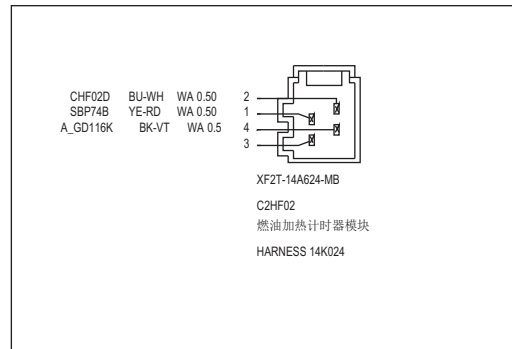 CHF02D BU-WH WA 0.50 2
SBP74B YE-RD WA 0.50 1
A_GD116K BK-VT WA 0.5 4
3
XF2T-14A624-MB
C2HF02
燃油加热计时器模块
HARNESS 14K024